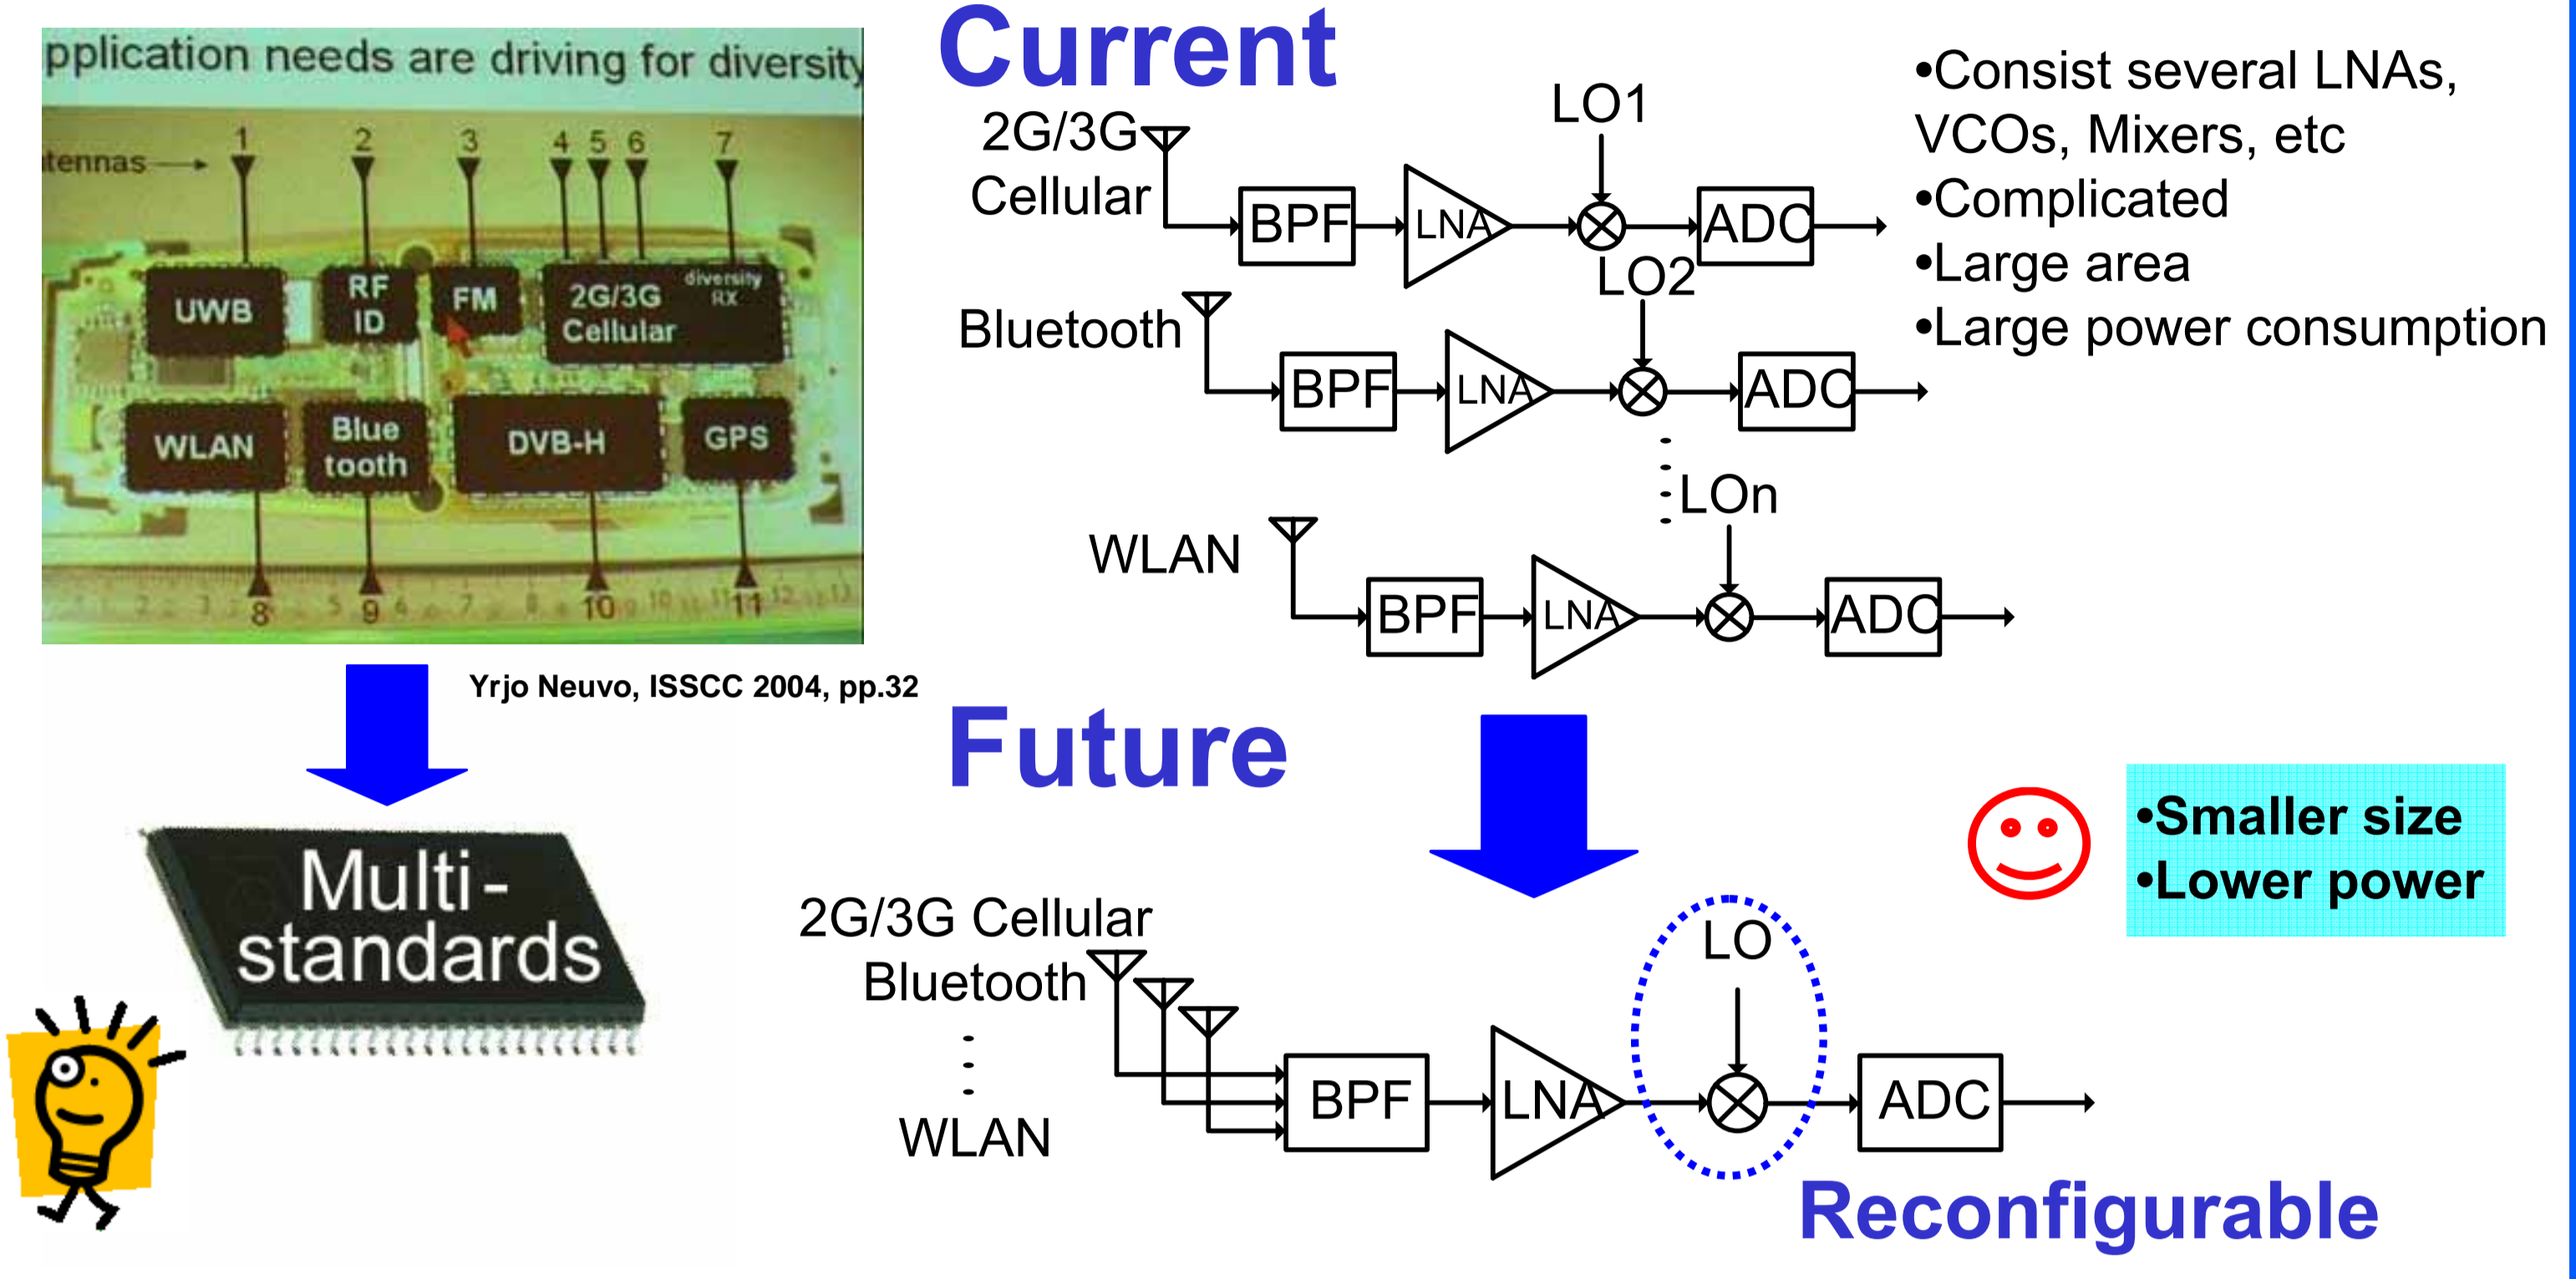 pplication needs are driving for diversity
tennas
1 2 3 4 5 6 7
UWB
RF
ID
FM
2G/3G
Cellular
diversity
RX
WLAN
Blue
tooth
DVB-H
GPS
8 9 10 11
Yrjo Neuvo, ISSCC 2004, pp.32
Multi-
standards
Current
2G/3G
Cellular
BPF
LNA
LO1
ADC
Bluetooth
BPF
LNA
LO2
ADC
WLAN
BPF
LNA
LOn
ADC
•Consist several LNAs,
VCOs, Mixers, etc
•Complicated
•Large area
•Large power consumption
Future
•Smaller size
•Lower power
2G/3G Cellular
Bluetooth
WLAN
BPF
LNA
LO
ADC
Reconfigurable